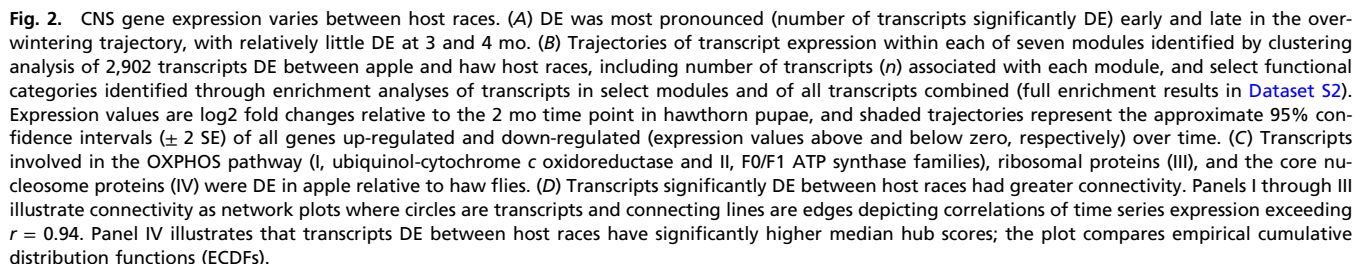 Fig. 2. CNS gene expression varies between host races. (A) DE was most pronounced (number of transcripts significantly DE) early and late in the over-
wintering trajectory, with relatively little DE at 3 and 4 mo. (B) Trajectories of transcript expression within each of seven modules identified by clustering
analysis of 2,902 transcripts DE between apple and haw host races, including number of transcripts (n) associated with each module, and select functional
categories identified through enrichment analyses of transcripts in select modules and of all transcripts combined (full enrichment results in Dataset S2).
Expression values are log2 fold changes relative to the 2 mo time point in hawthorn pupae, and shaded trajectories represent the approximate 95% con-
fidence intervals (± 2 SE) of all genes up-regulated and down-regulated (expression values above and below zero, respectively) over time. (C) Transcripts
involved in the OXPHOS pathway (I, ubiquinol-cytochrome c oxidoreductase and II, F0/F1 ATP synthase families), ribosomal proteins (III), and the core nu-
cleosome proteins (IV) were DE in apple relative to haw flies. (D) Transcripts significantly DE between host races had greater connectivity. Panels I through III
illustrate connectivity as network plots where circles are transcripts and connecting lines are edges depicting correlations of time series expression exceeding
r = 0.94. Panel IV illustrates that transcripts DE between host races have significantly higher median hub scores; the plot compares empirical cumulative
distribution functions (ECDFs).